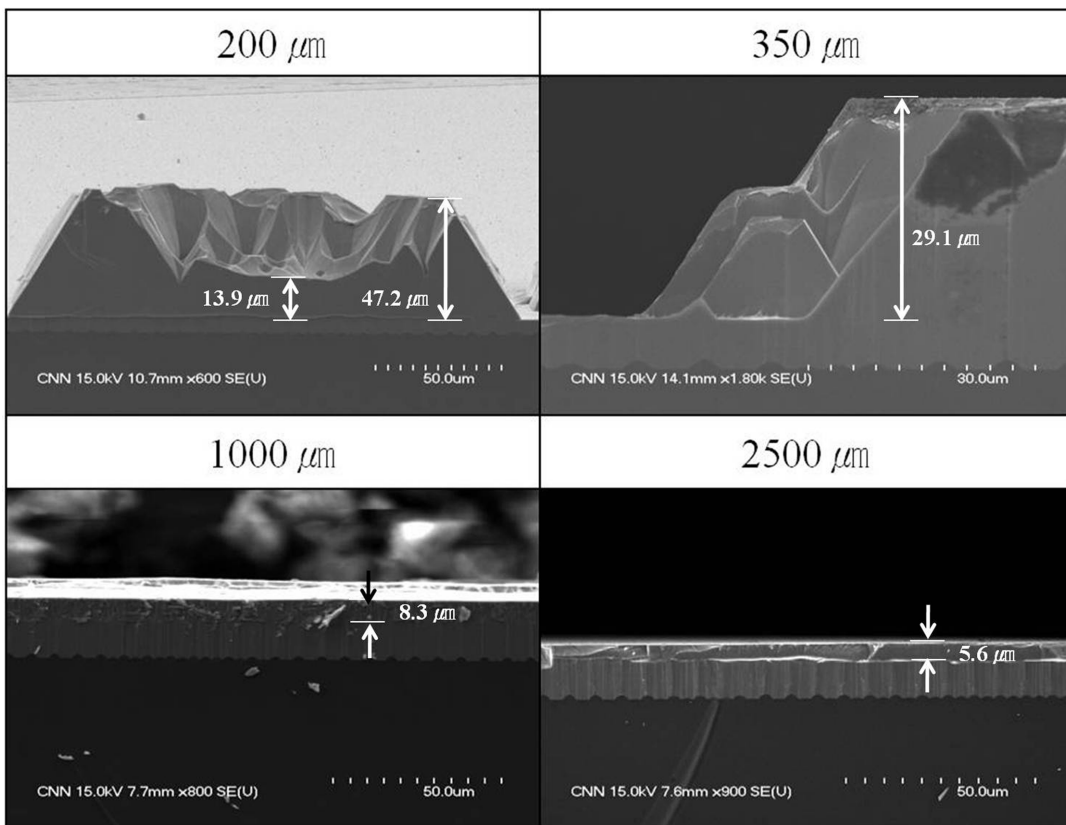 200 ㎛
350 ㎛
13.9 ㎛
47.2 ㎛
CNN 15.0kV 10.7mm x600 SE(U)
50.0um
29.1 ㎛
CNN 15.0kV 14.1mm x1.80k SE(U)
30.0um
1000 ㎛
2500 ㎛
8.3 ㎛
CNN 15.0kV 7.7mm x800 SE(U)
50.0um
5.6 ㎛
CNN 15.0kV 7.6mm x900 SE(U)
50.0um